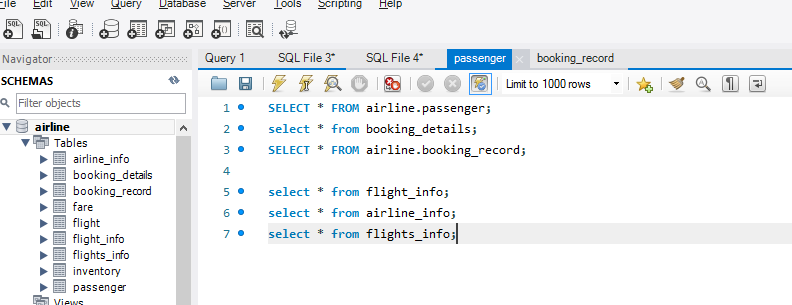 File Edit View Query Database Server Tools Scripting Help
Navigator
SCHEMAS
Filter objects
airline
Tables
airline_info
booking_details
booking_record
fare
flight
flight_info
flights_info
inventory
passenger
Views
Query 1 SQL File 3* SQL File 4* passenger booking_record
Limit to 1000 rows
1 SELECT * FROM airline.passenger;
2 select * from booking_details;
3 SELECT * FROM airline.booking_record;
4
5 select * from flight_info;
6 select * from airline_info;
7 select * from flights_info;